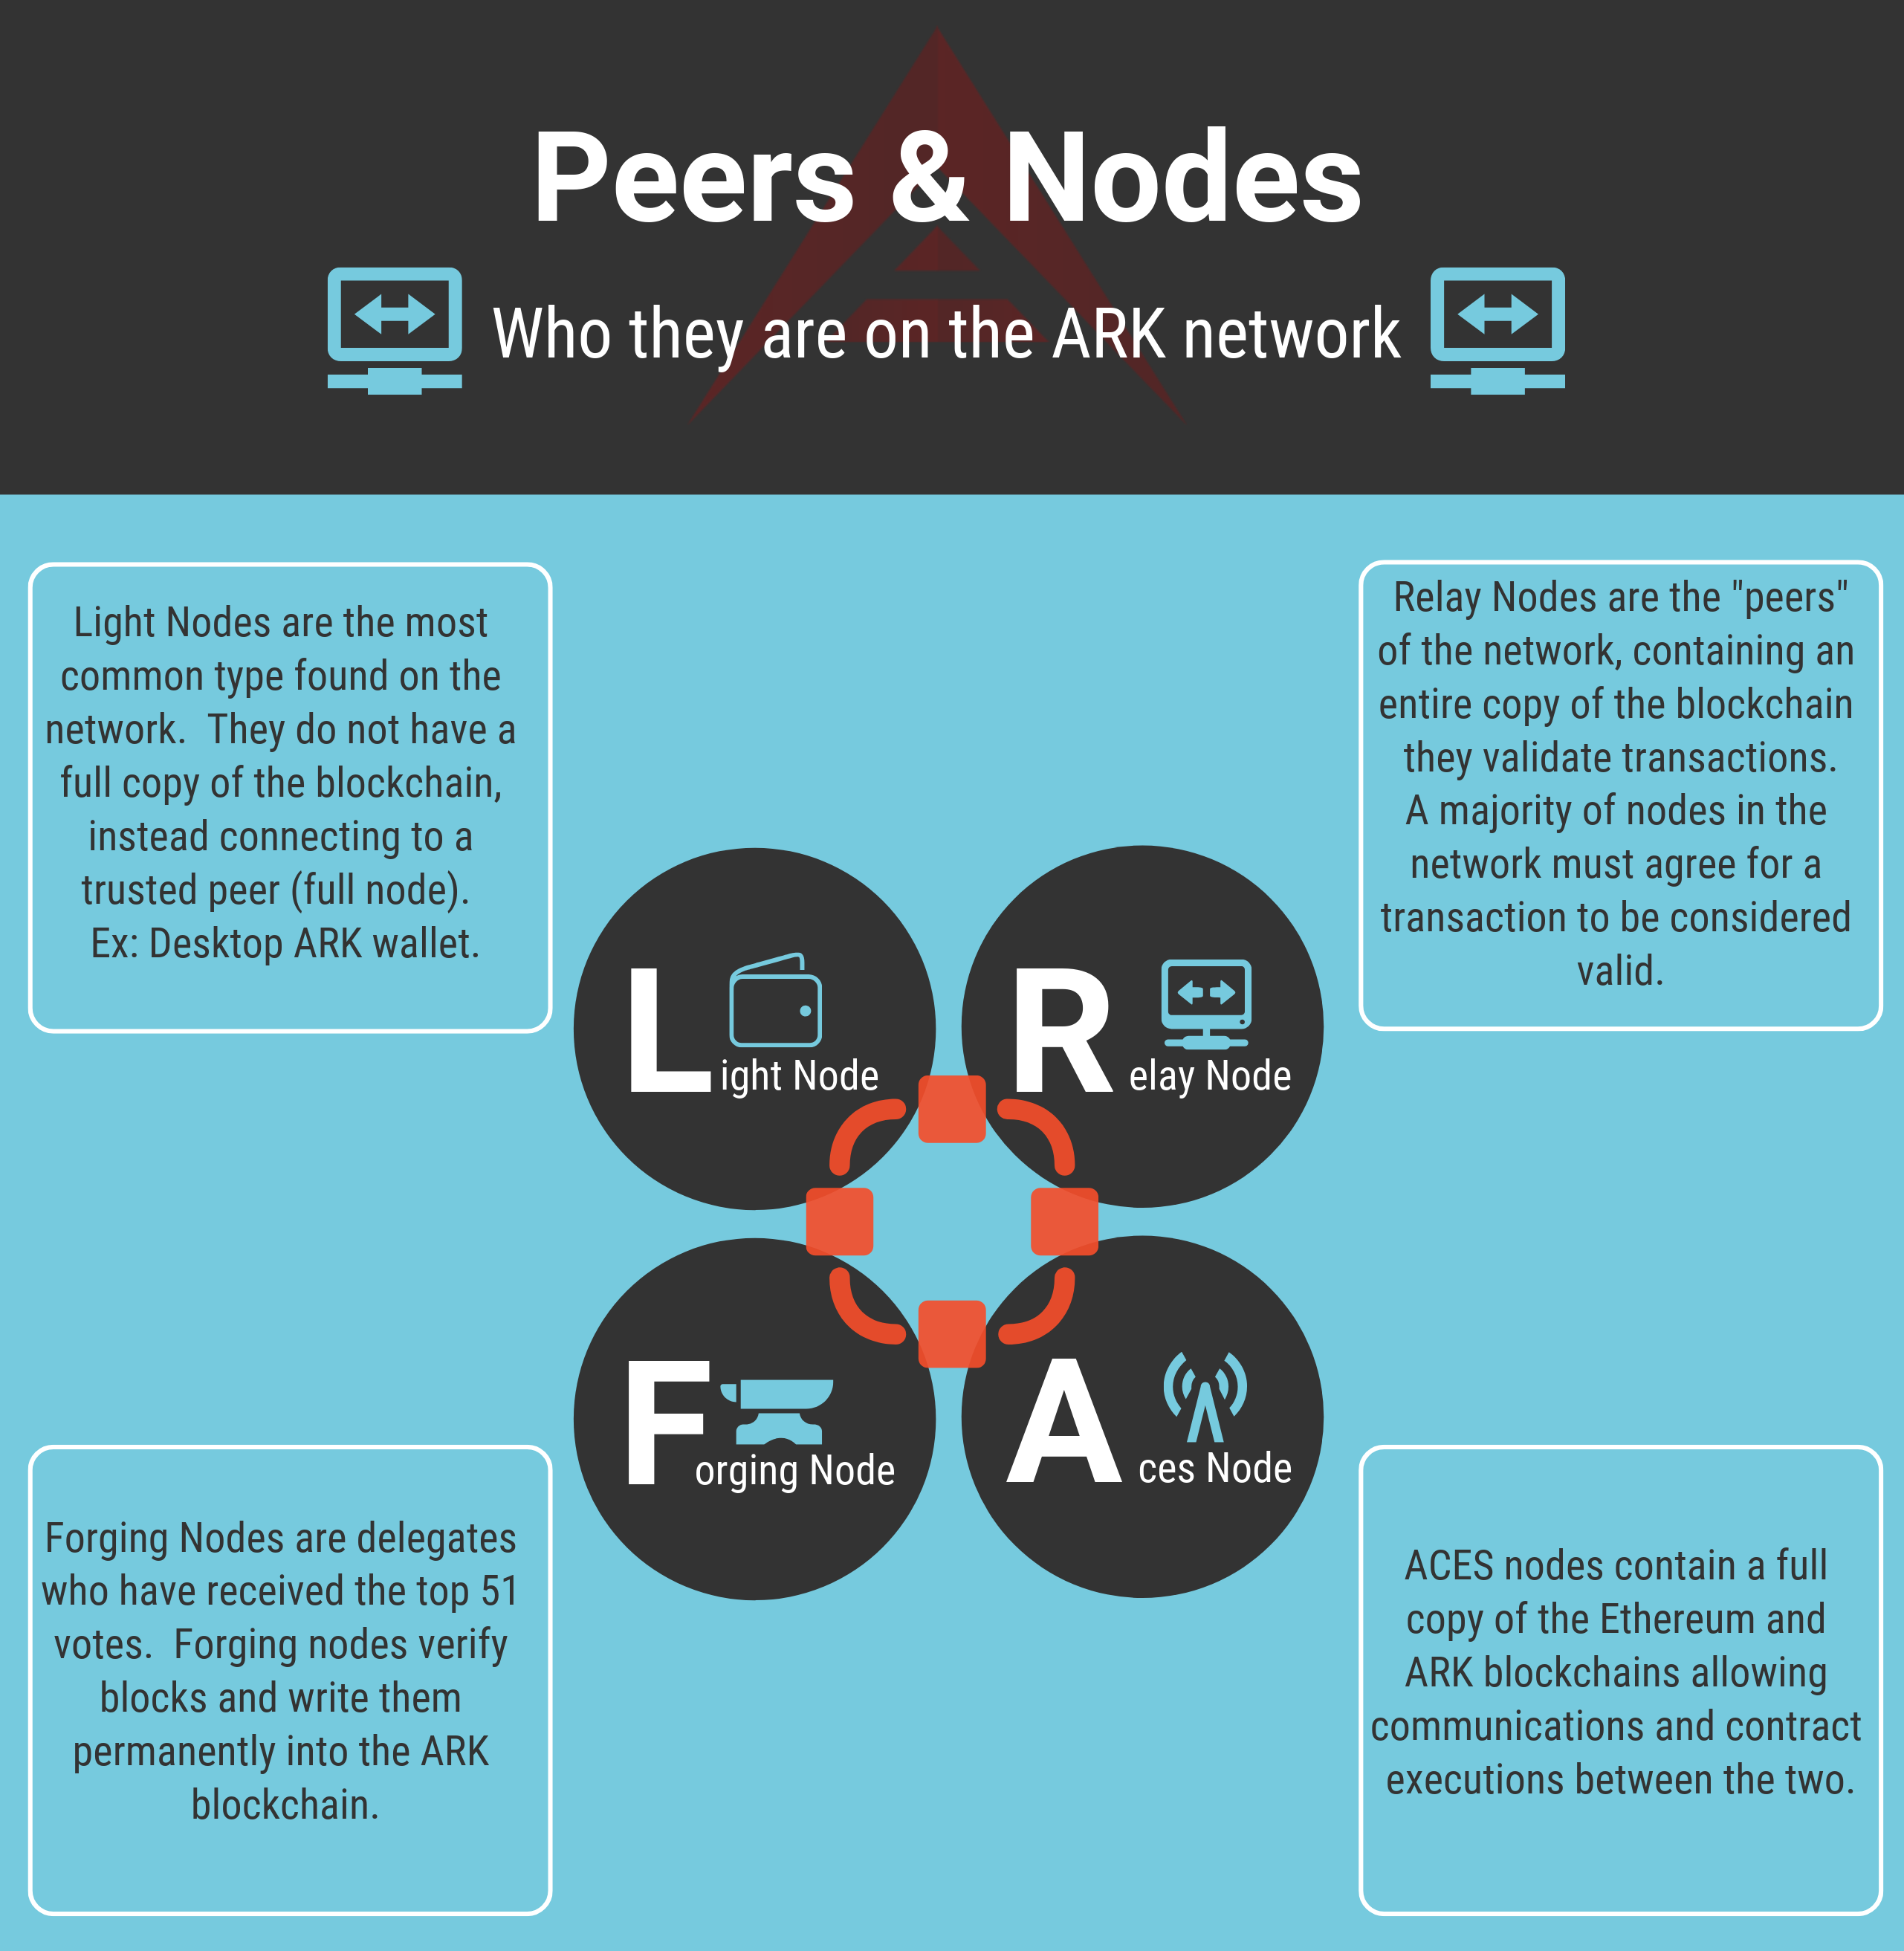 Peers & Nodes
Who they are on the ARK network
Light Nodes are the most
common type found on the
network.  They do not have a
full copy of the blockchain,
instead connecting to a
trusted peer (full node).
Ex: Desktop ARK wallet.
Relay Nodes are the "peers"
of the network, containing an
entire copy of the blockchain
they validate transactions.
A majority of nodes in the
network must agree for a
transaction to be considered
valid.
Light Node
Relay Node
Forging Node
Aces Node
Forging Nodes are delegates
who have received the top 51
votes.  Forging nodes verify
blocks and write them
permanently into the ARK
blockchain.
ACES nodes contain a full
copy of the Ethereum and
ARK blockchains allowing
communications and contract
executions between the two.